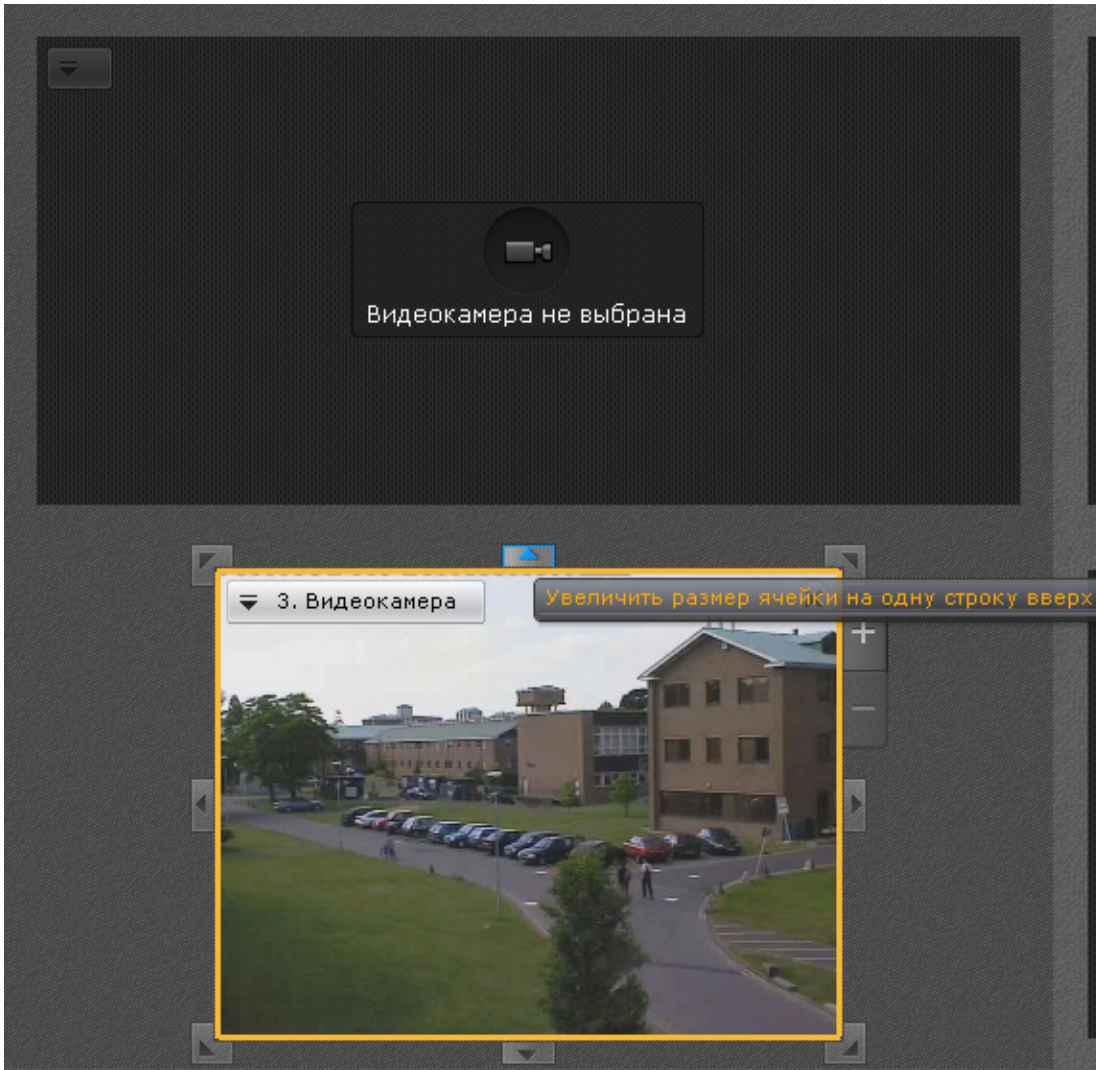 Видеокамера не выбрана
3. Видеокамера
Увеличить размер ячейки на одну строку вверх